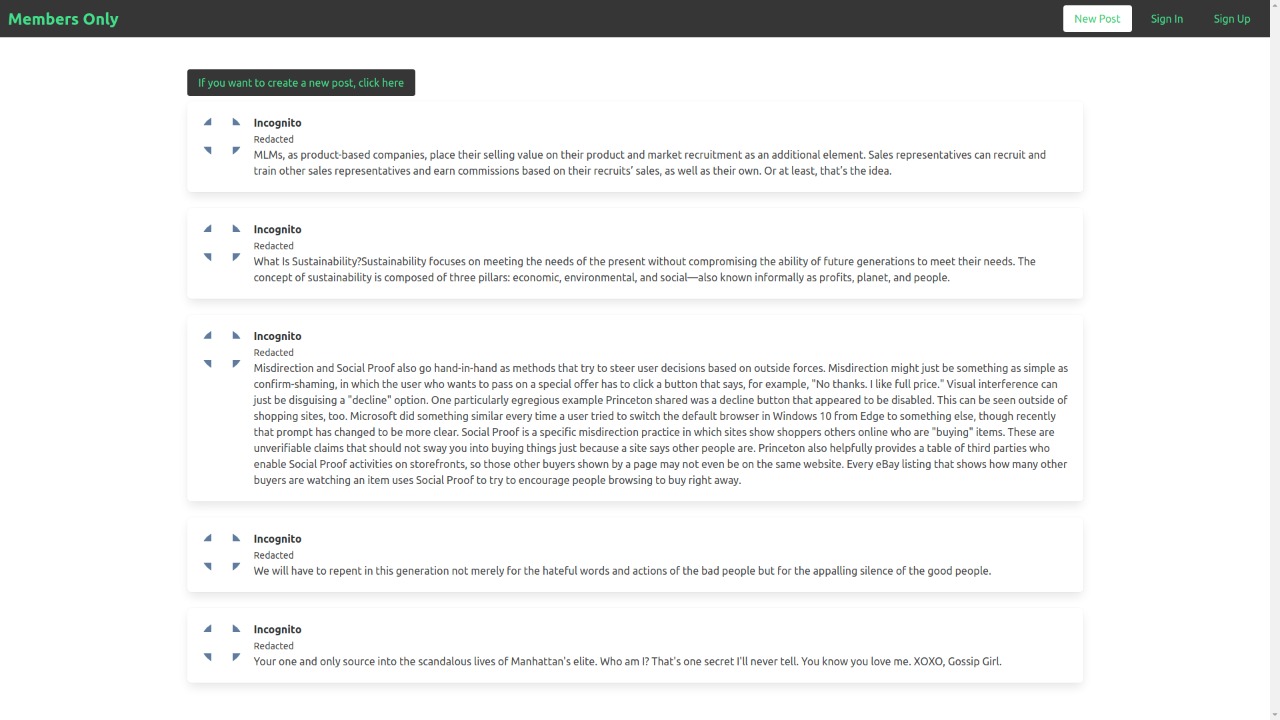 Members Only
New Post
Sign In
Sign Up
If you want to create a new post, click here
Incognito
Redacted
MLMs, as product-based companies, place their selling value on their product and market recruitment as an additional element. Sales representatives can recruit and
train other sales representatives and earn commissions based on their recruits’ sales, as well as their own. Or at least, that’s the idea.
Incognito
Redacted
What Is Sustainability?Sustainability focuses on meeting the needs of the present without compromising the ability of future generations to meet their needs. The
concept of sustainability is composed of three pillars: economic, environmental, and social—also known informally as profits, planet, and people.
Incognito
Redacted
Misdirection and Social Proof also go hand-in-hand as methods that try to steer user decisions based on outside forces. Misdirection might just be something as simple as
confirm-shaming, in which the user who wants to pass on a special offer has to click a button that says, for example, "No thanks. I like full price." Visual interference can
just be disguising a "decline" option. One particularly egregious example Princeton shared was a decline button that appeared to be disabled. This can be seen outside of
shopping sites, too. Microsoft did something similar every time a user tried to switch the default browser in Windows 10 from Edge to something else, though recently
that prompt has changed to be more clear. Social Proof is a specific misdirection practice in which sites show shoppers others online who are "buying" items. These are
unverifiable claims that should not sway you into buying things just because a site says other people are. Princeton also helpfully provides a table of third parties who
enable Social Proof activities on storefronts, so those other buyers shown by a page may not even be on the same website. Every eBay listing that shows how many other
buyers are watching an item uses Social Proof to try to encourage people browsing to buy right away.
Incognito
Redacted
We will have to repent in this generation not merely for the hateful words and actions of the bad people but for the appalling silence of the good people.
Incognito
Redacted
Your one and only source into the scandalous lives of Manhattan's elite. Who am I? That's one secret I'll never tell. You know you love me. XOXO, Gossip Girl.